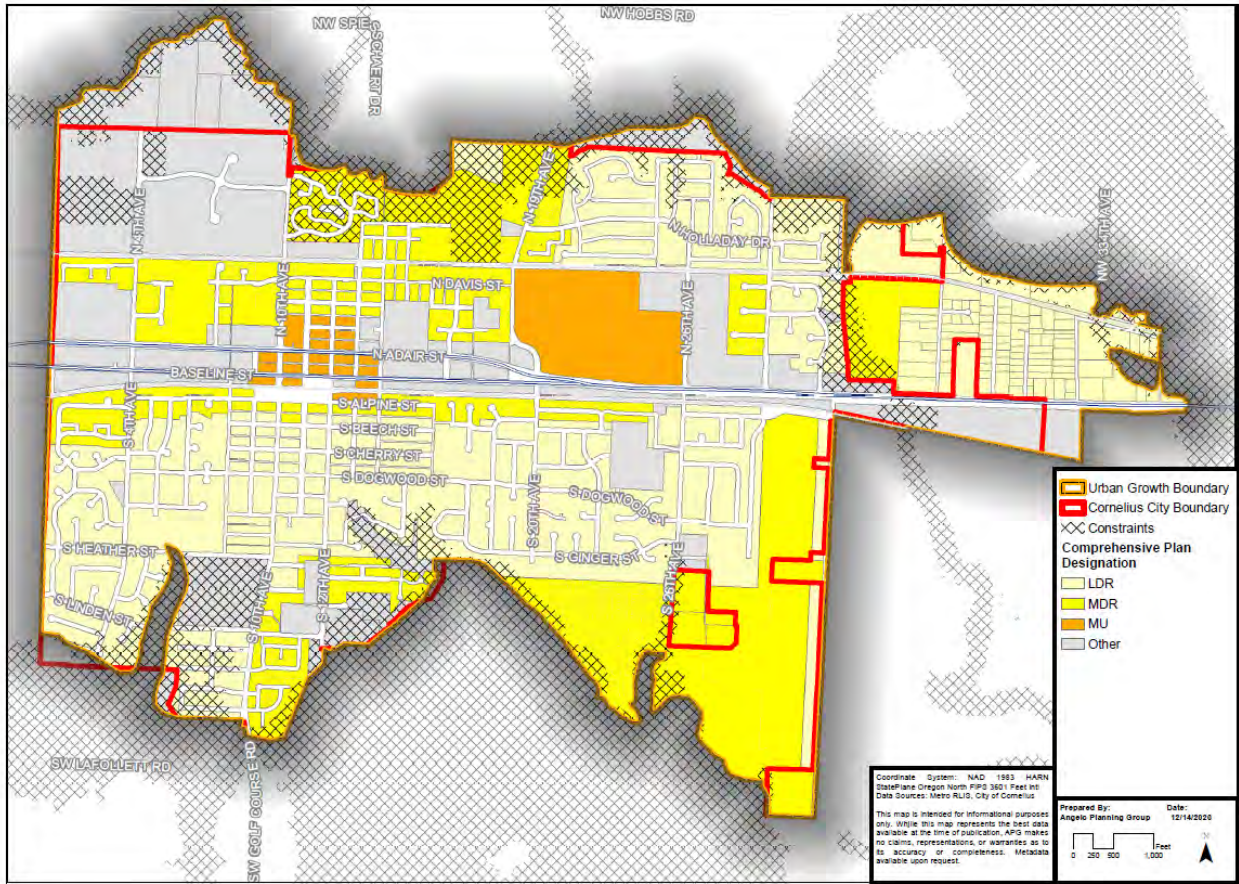 NW HOBBS RD
NW SPIE
CSCHAERT DR
N 4TH AVE
N 19TH AVE
N HOLLADAY DR
NW 334TH AVE
N 10TH AVE
N DAVIS ST
N 26TH AVE
N ADAIR ST
BASELINE ST
S 4TH AVE
S ALPINE ST
S BEECH ST
S CHERRY ST
S DOGWOOD ST
S DOGWOOD ST
S 20TH AVE
S HEATHER ST
S GINGER ST
S 26TH AVE
S LINDEN ST
S 10TH AVE
S 12TH AVE
SW LAFOLLETT RD
SW GOLF COURSE RD
Urban Growth Boundary
Cornelius City Boundary
Constraints
Comprehensive Plan
Designation
LDR
MDR
MU
Other
Coordinate System: NAD 1983 HARN
StatePlane Oregon North FIPS 3601 Feet Intl
Data Sources: Metro RLIS, City of Cornelius
This map is intended for informational purposes
only. While this map represents the best data
available at the time of publication, APG makes
no claims, representations, or warranties as to
its accuracy or completeness. Metadata
available upon request.
Prepared By: Date:
Angelo Planning Group 12/14/2020
Feet
0 250 500 1,000
N